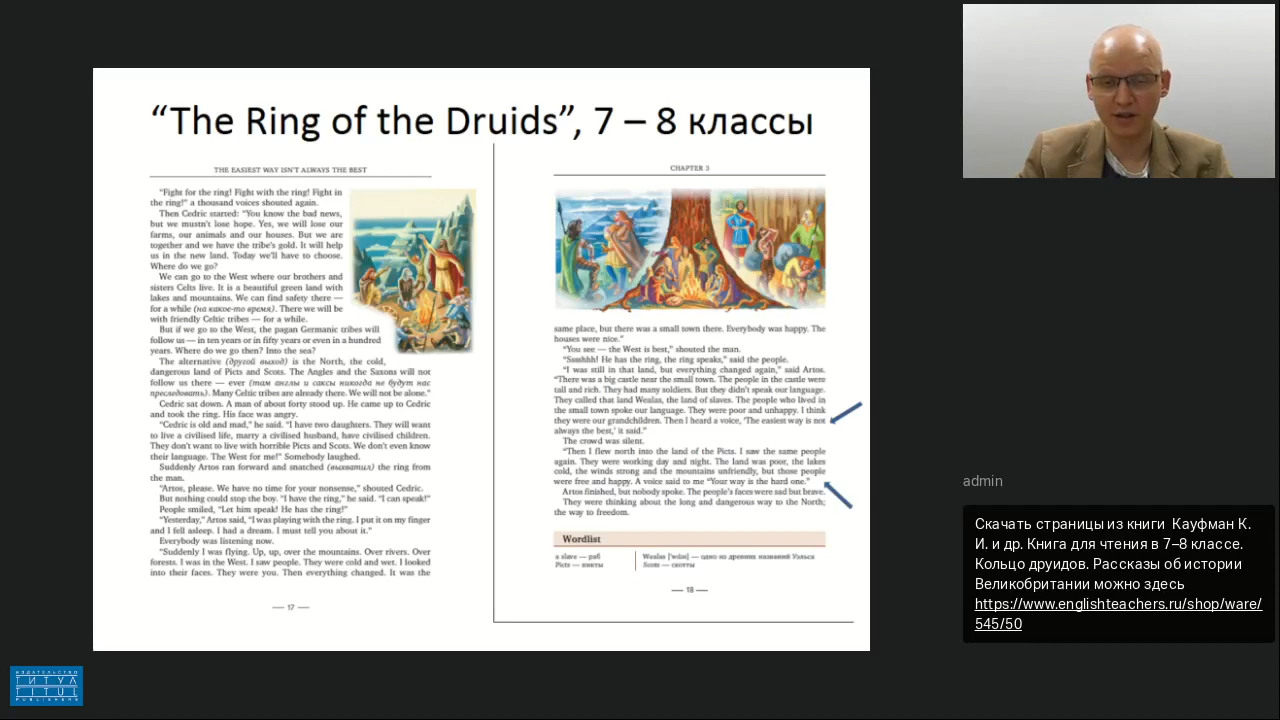 “The Ring of the Druids”, 7 – 8 классы
THE EASIEST WAY ISN'T ALWAYS THE BEST
“Fight for the ring! Fight with the ring! Fight in
the ring!” a thousand voices shouted again.
Then Cedric started: “You know the bad news,
but we mustn't lose hope. Yes, we will lose our
farms, our animals and our houses. But we are
together and we have the tribe's gold. It will help
us in the new land. Today we'll have to choose.
Where do we go?
We can go to the West where our brothers and
sisters Celts live. It is a beautiful green land with
lakes and mountains. We can find safety there —
for a while (на какое-то время). There we will be
with friendly Celtic tribes — for a while.
But if we go to the West, the pagan Germanic tribes will
follow us — in ten years or in fifty years or even in a hundred
years. Where do we go then? Into the sea?
The alternative (другой выход) is the North, the cold,
dangerous land of Picts and Scots. The Angles and the Saxons will not
follow us there — ever (там англы и саксы никогда не будут нас
преследовать). Many Celtic tribes are already there. We will not be alone.”
Cedric sat down. A man of about forty stood up. He came up to Cedric
and took the ring. His face was angry.
“Cedric is old and mad,” he said. “I have two daughters. They will want
to live a civilised life, marry a civilised husband, have civilised children.
They don't want to live with horrible Picts and Scots. We don't even know
their language. The West for me!” Somebody laughed.
Suddenly Artos ran forward and snatched (выхватил) the ring from
the man.
“Artos, please. We have no time for your nonsense,” shouted Cedric.
But nothing could stop the boy. “I have the ring,” he said. “I can speak!”
People smiled, “Let him speak! He has the ring!”
“Yesterday,” Artos said, “I was playing with the ring. I put it on my finger
and I fell asleep. I had a dream. I must tell you about it.”
Everybody was listening now.
“Suddenly I was flying. Up, up, over the mountains. Over rivers. Over
forests. I was in the West. I saw people. They were cold and wet. I looked
into their faces. They were you. Then everything changed. It was the
— 17 —
CHAPTER 3
same place, but there was a small town there. Everybody was happy. The
houses were nice.”
“You see — the West is best,” shouted the man.
“Sssshhh! He has the ring, the ring speaks,” said the people.
“I was still in that land, but everything changed again,” said Artos.
“There was a big castle near the small town. The people in the castle were
tall and rich. They had many soldiers. But they didn't speak our language.
They called that land Wealas, the land of slaves. The people who lived in
the small town spoke our language. They were poor and unhappy. I think
they were our grandchildren. Then I heard a voice, ‘The easiest way is not
always the best,’ it said.”
The crowd was silent.
“Then I flew north into the land of the Picts. I saw the same people
again. They were working day and night. The land was poor, the lakes
cold, the winds strong and the mountains unfriendly, but those people
were free and happy. A voice said to me “Your way is the hard one.”
Artos finished, but nobody spoke. The people's faces were sad but brave.
They were thinking about the long and dangerous way to the North;
the way to freedom.
Wordlist
a slave — раб
Picts — пикты
Wealas — одно из древних названий Уэльса
Scots — скотты
— 18 —
admin
Скачать страницы из книги Кауфман К.
И. и др. Книга для чтения в 7–8 классе.
Кольцо друидов. Рассказы об истории
Великобритании можно здесь
https://www.englishteachers.ru/shop/ware/
545/50
ИЗДАТЕЛЬСТВО
ТИТУЛ
TITUL
PUBLISHERS